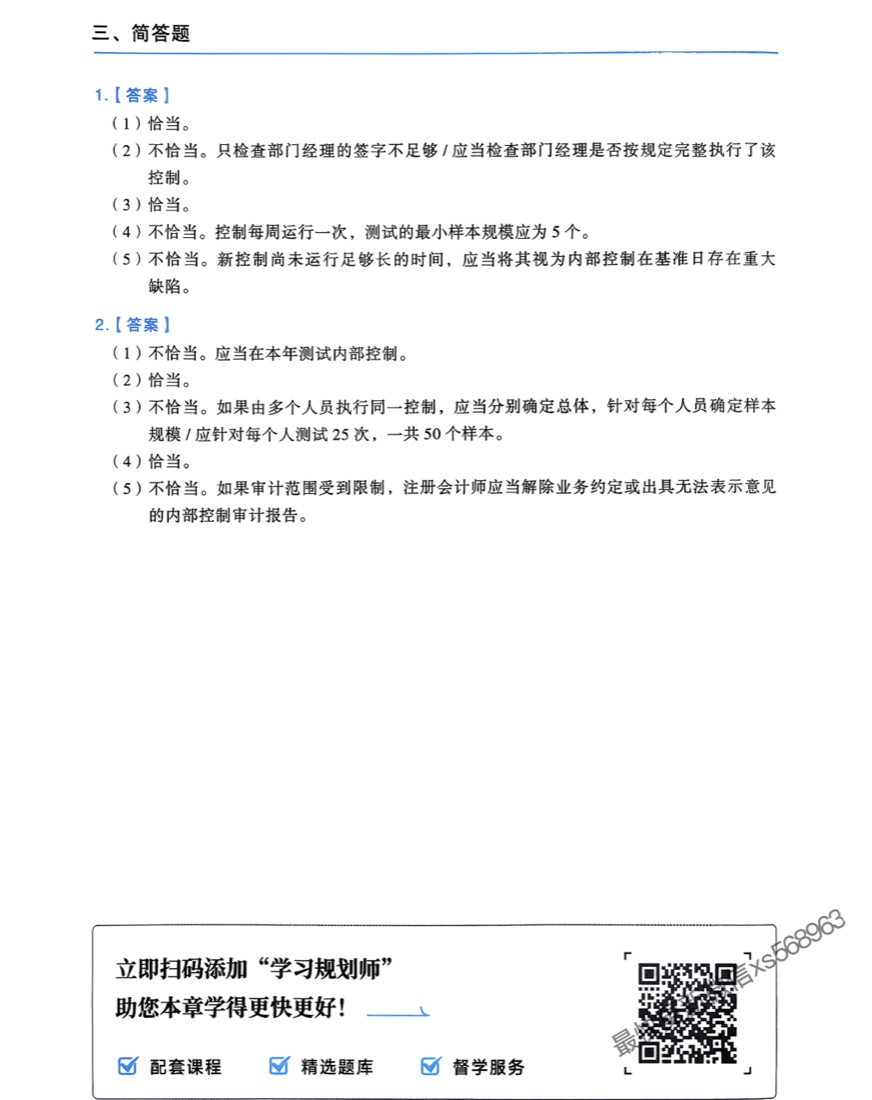 三、简答题
1.【答案】
（1）恰当。
（2）不恰当。只检查部门经理的签字不足够 / 应当检查部门经理是否按规定完整执行了该
控制。
（3）恰当。
（4）不恰当。控制每周运行一次，测试的最小样本规模应为 5 个。
（5）不恰当。新控制尚未运行足够长的时间，应当将其视为内部控制在基准日存在重大
缺陷。
2.【答案】
（1）不恰当。应当在本年测试内部控制。
（2）恰当。
（3）不恰当。如果由多个人员执行同一控制，应当分别确定总体，针对每个人员确定样本
规模 / 应针对每个人测试 25 次，一共 50 个样本。
（4）恰当。
（5）不恰当。如果审计范围受到限制，注册会计师应当解除业务约定或出具无法表示意见
的内部控制审计报告。
立即扫码添加“学习规划师”
助您本章学得更快更好！
配套课程
精选题库
督学服务
信xs568963